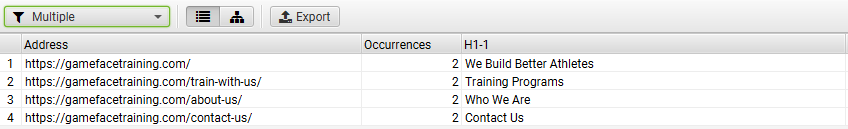 Multiple Export
Address Occurrences H1-1
1 https://gamefacetraining.com/ 2 We Build Better Athletes
2 https://gamefacetraining.com/train-with-us/ 2 Training Programs
3 https://gamefacetraining.com/about-us/ 2 Who We Are
4 https://gamefacetraining.com/contact-us/ 2 Contact Us